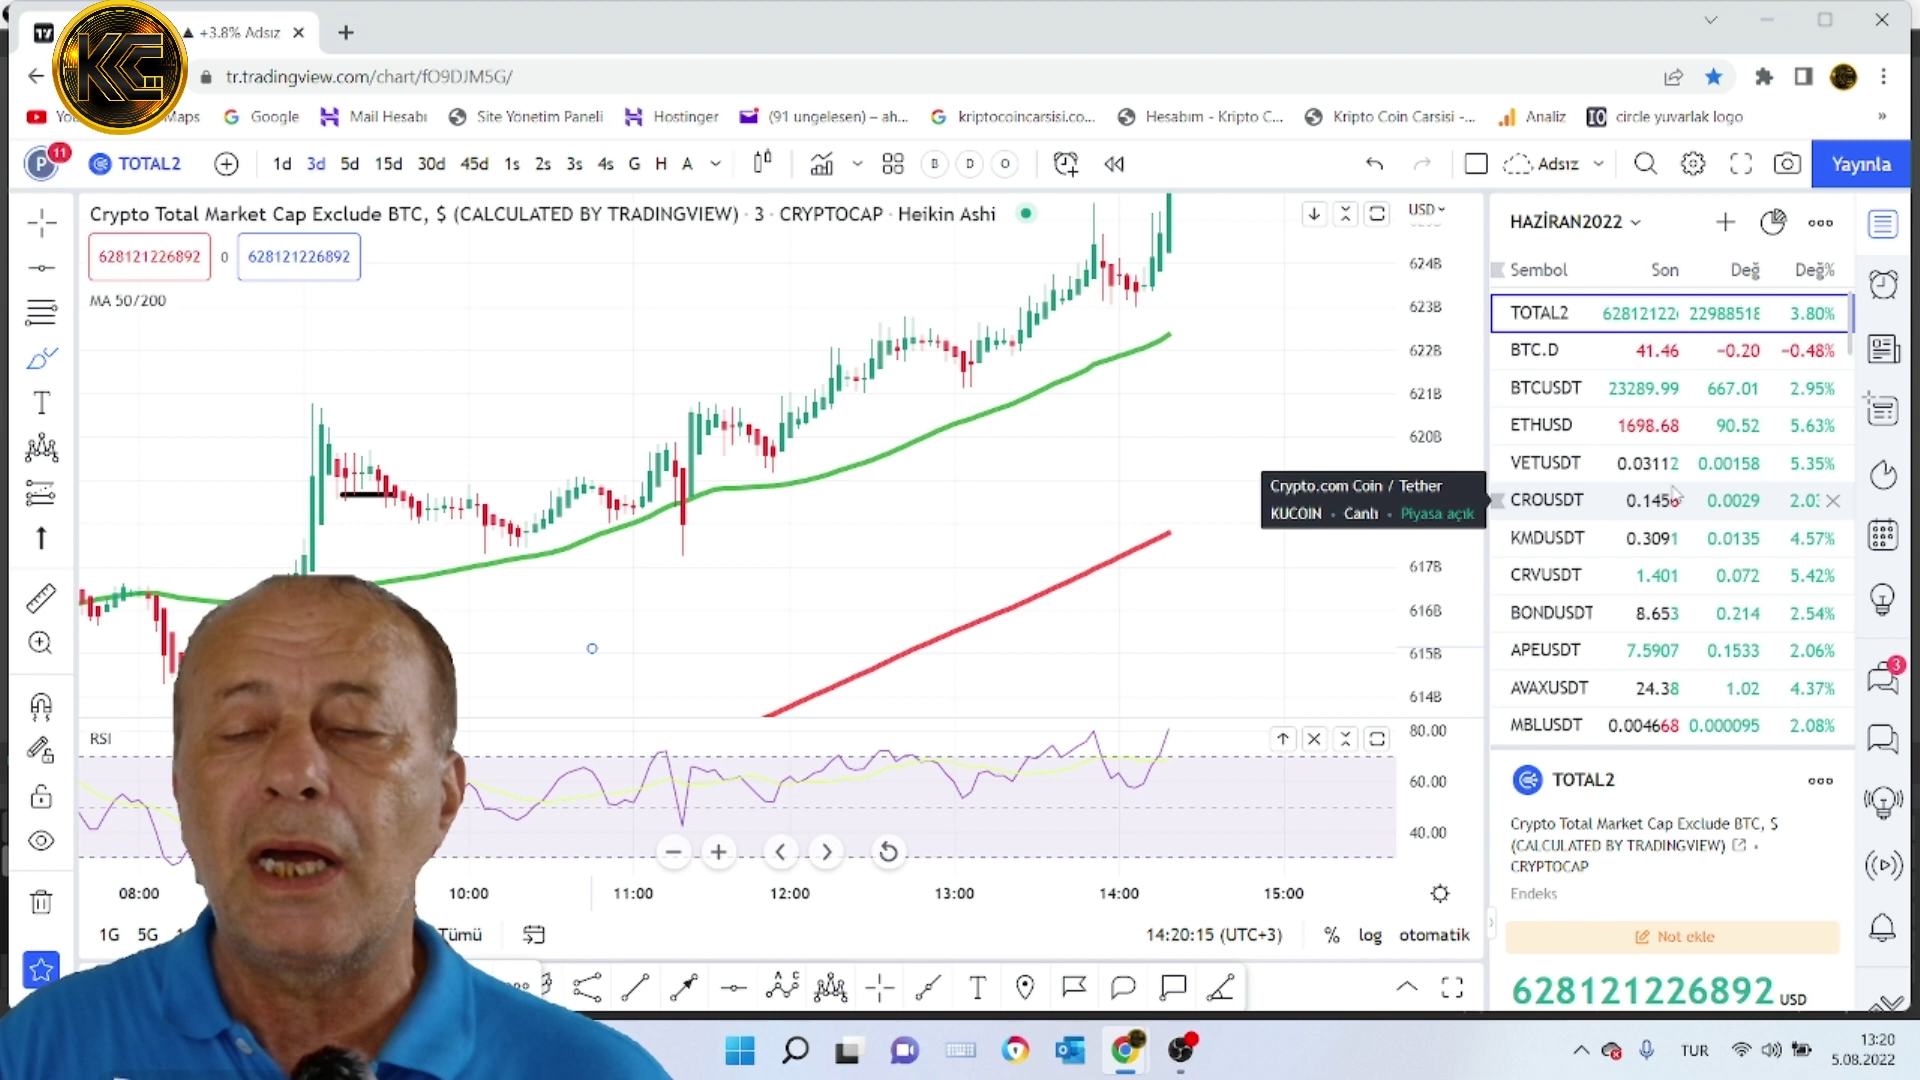 KC
+3.8% Adsız
tr.tradingview.com/chart/fO9DJM5G/
Maps
Google
Mail Hesabı
Site Yönetim Paneli
Hostinger
(91 ungelesen) – ah...
kriptocoincarsisi.co...
Hesabım - Kripto C...
Kripto Coin Carsisi -...
Analiz
circle yuvarlak logo
»
P 11
TOTAL2
1d 3d 5d 15d 30d 45d 1s 2s 3s 4s G H A
B D O
Adsız
Yayınla
Crypto Total Market Cap Exclude BTC, $ (CALCULATED BY TRADINGVIEW) · 3 · CRYPTOCAP · Heikin Ashi
USD
628121226892 0 628121226892
MA 50/200
624B
623B
622B
621B
620B
617B
616B
615B
614B
Crypto.com Coin / Tether
KUCOIN • Canlı • Piyasa açık
RSI
80.00
60.00
40.00
08:00 10:00 11:00 12:00 13:00 14:00 15:00
1G 5G Tümü
14:20:15 (UTC+3) % log otomatik
HAZİRAN2022
Sembol Son Değ Değ%
TOTAL2 62812122 22988518 3.80%
BTC.D 41.46 −0.20 −0.48%
BTCUSDT 23289.99 667.01 2.95%
ETHUSD 1698.68 90.52 5.63%
VETUSDT 0.03112 0.00158 5.35%
CROUSDT 0.1456 0.0029 2.0
KMDUSDT 0.3091 0.0135 4.57%
CRVUSDT 1.401 0.072 5.42%
BONDUSDT 8.653 0.214 2.54%
APEUSDT 7.5907 0.1533 2.06%
AVAXUSDT 24.38 1.02 4.37%
MBLUSDT 0.004668 0.000095 2.08%
3
TOTAL2
Crypto Total Market Cap Exclude BTC, $
(CALCULATED BY TRADINGVIEW) •
CRYPTOCAP
Endeks
Not ekle
628121226892 USD
TUR
13:20
5.08.2022